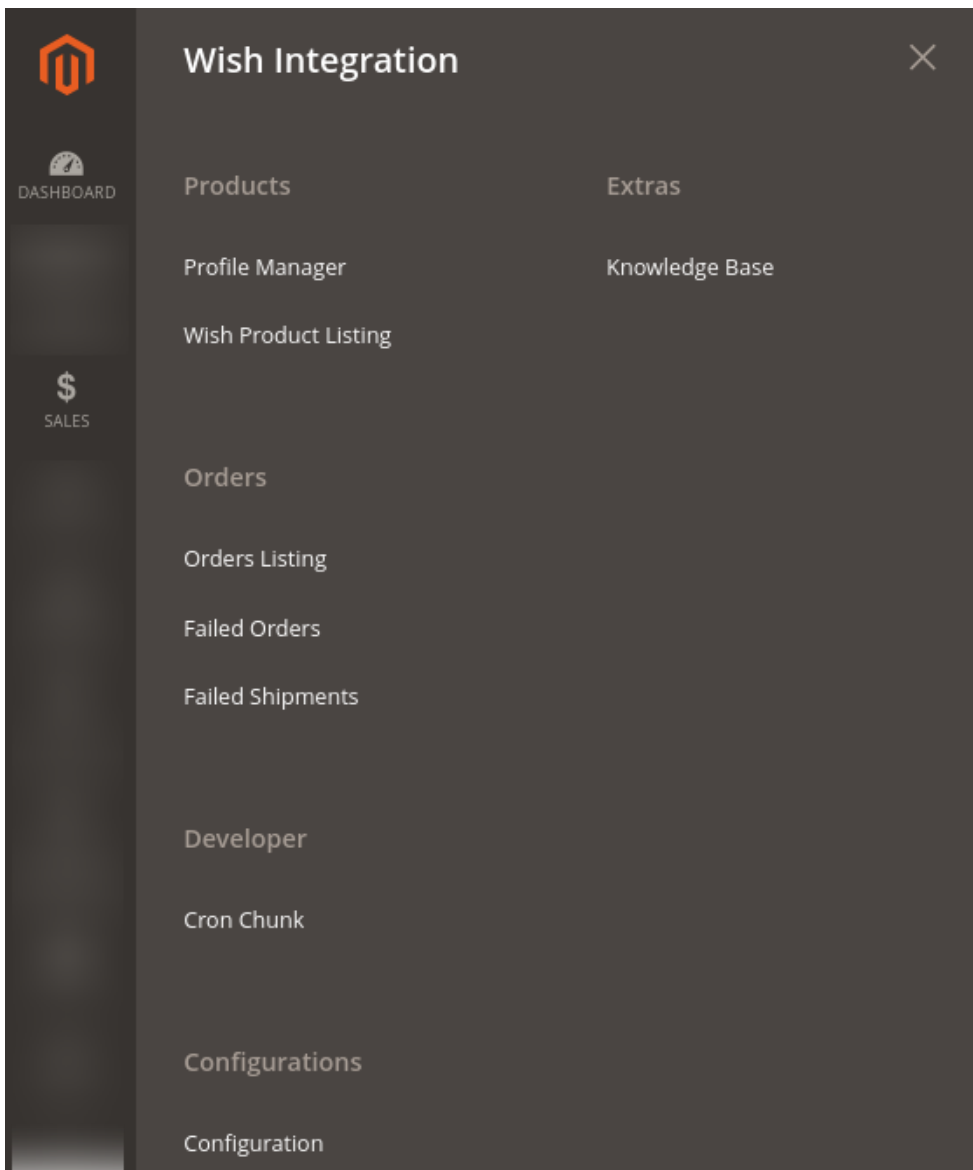 Wish Integration
DASHBOARD
SALES
Products
Profile Manager
Wish Product Listing
Extras
Knowledge Base
Orders
Orders Listing
Failed Orders
Failed Shipments
Developer
Cron Chunk
Configurations
Configuration